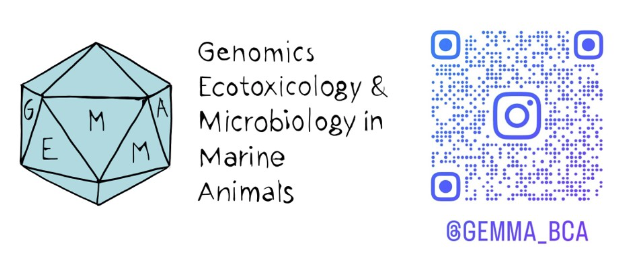 G
E
M
M
A
Genomics
Ecotoxicology &
Microbiology in
Marine
Animals
@GEMMA_BCA